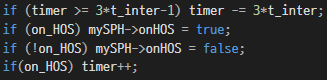 if (timer >= 3*t_inter-1) timer -= 3*t_inter;
if (on_HOS) mySPH->onHOS = true;
if (!on_HOS) mySPH->onHOS = false;
if(on_HOS) timer++;